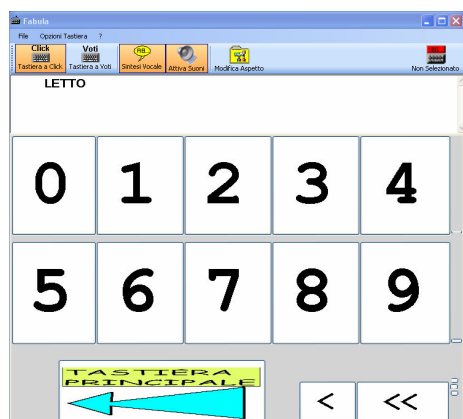 Fabula
File Opzioni Tastiera ?
Click Voti RB.
Tastiera a Click Tastiera a Voti Sintesi Vocale Attiva Suoni Modifica Aspetto Non Selezionato
LETTO
0 1 2 3 4
5 6 7 8 9
TASTIERA
PRINCIPALE
< <<